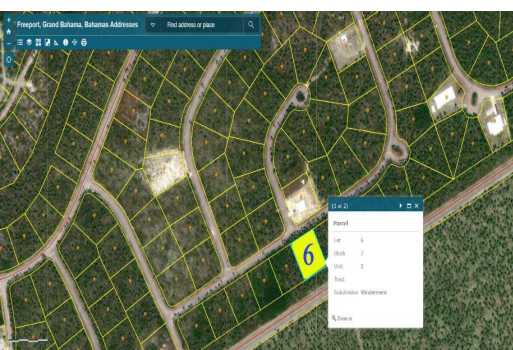 Freeport, Grand Bahama, Bahamas Addresses
Find address or place
(1 of 2)
Parcel
Lot 6
Block 7
Unit 3
Tract
Subdivision Windermere
Zoom to
6